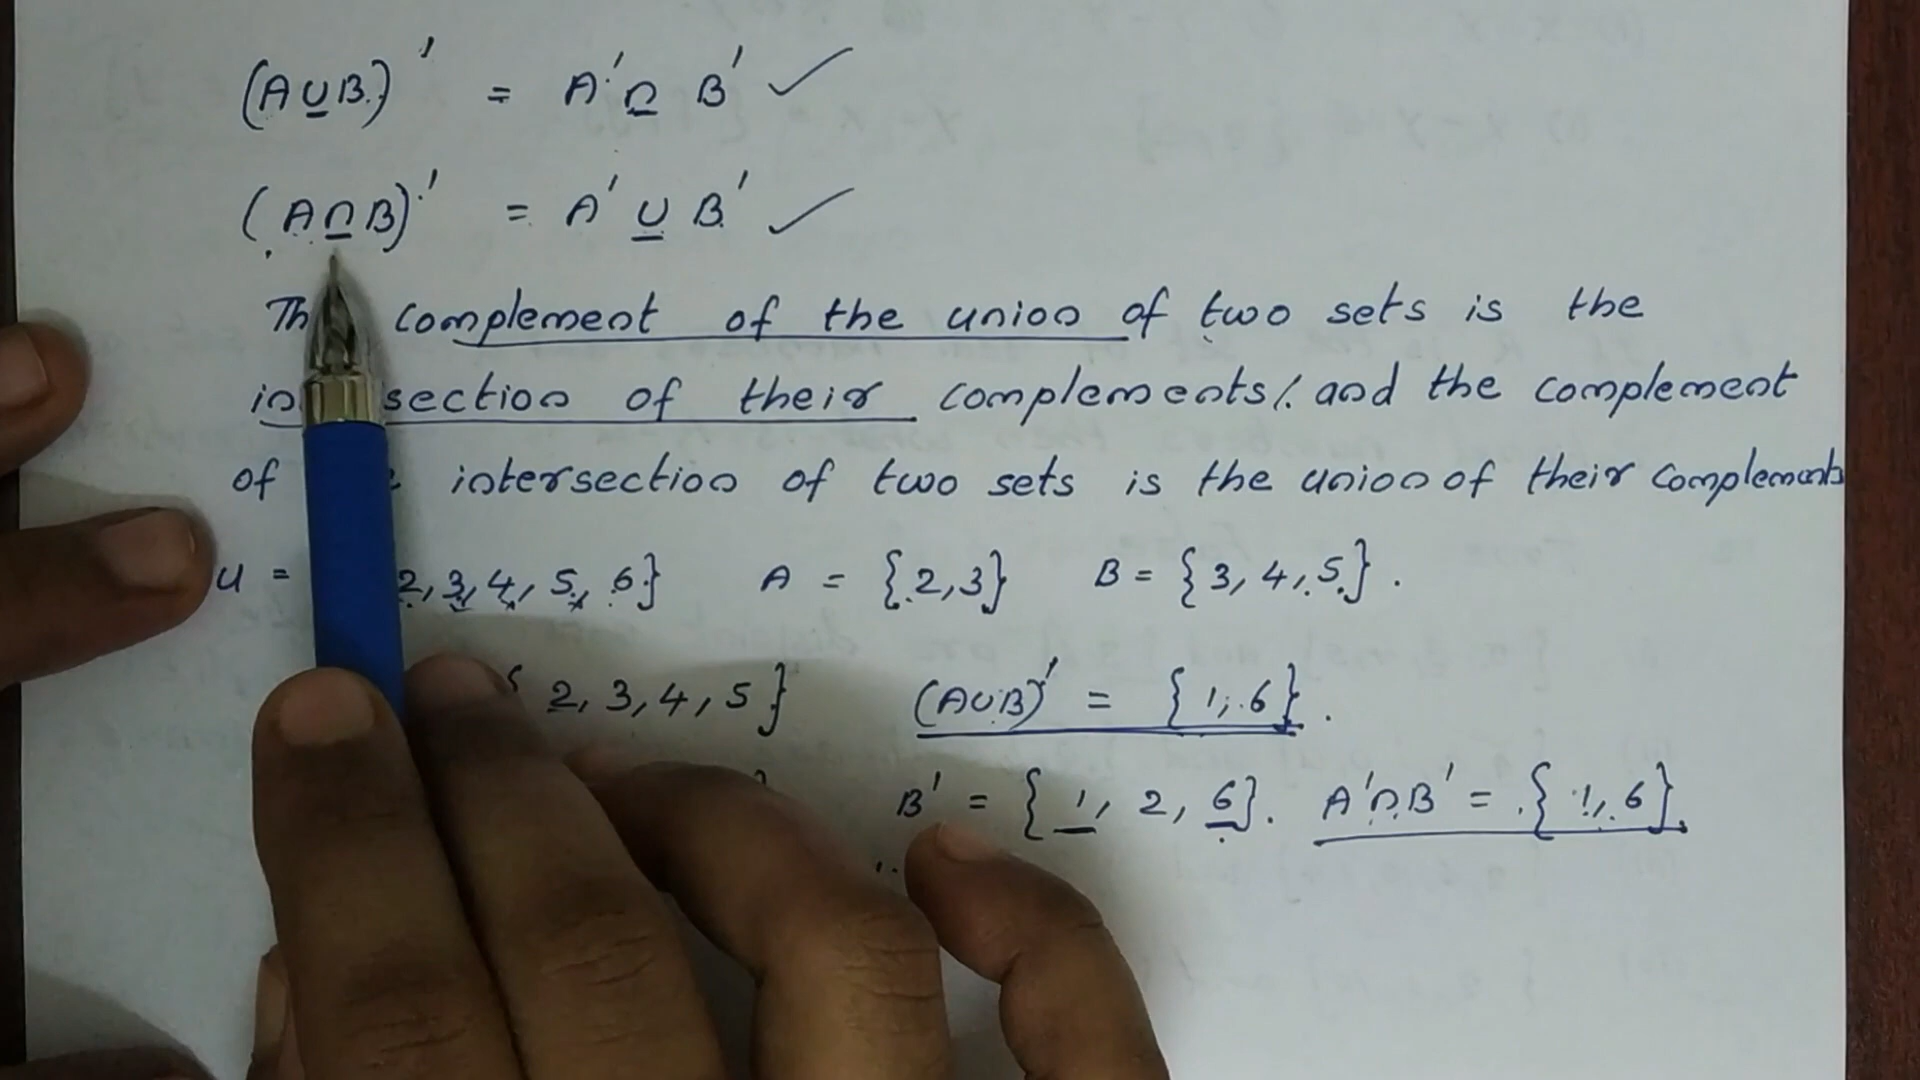 (A∪B)' = A'∩B' ✓
(A∩B)' = A'∪B' ✓
complement of the union of two sets is the
section of their complements/. and the complement
of intersection of two sets is the union of their complements
U = 2, 3, 4, 5, 6} A = {2,3} B = {3, 4, 5}.
{ 2, 3, 4, 5 } (A∪B)' = { 1, 6}.
B' = { 1, 2, 6}. A'∩B' = { 1, 6}.